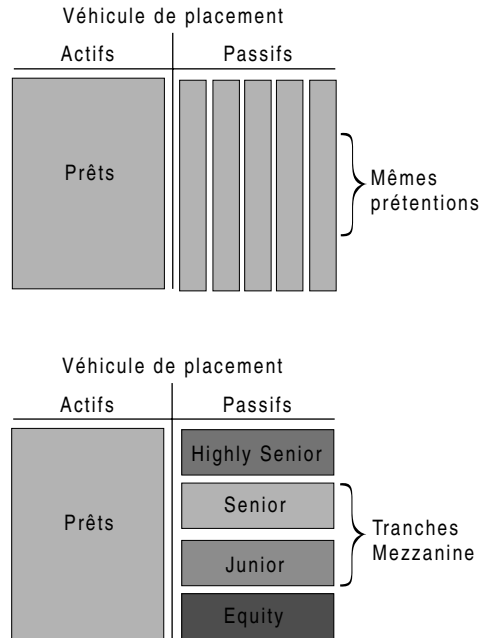 Véhicule de placement
Actifs
Passifs
Prêts
Mêmes
prétentions
Véhicule de placement
Actifs
Passifs
Prêts
Highly Senior
Senior
Junior
Equity
Tranches
Mezzanine